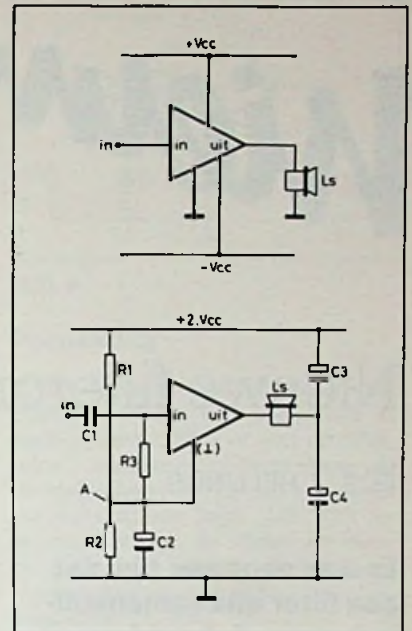 +Vcc
in
in
uit
Ls
-Vcc
+2.Vcc
R1
C3
in
C1
in
uit
Ls
(⊥)
R3
A
C4
R2
C2